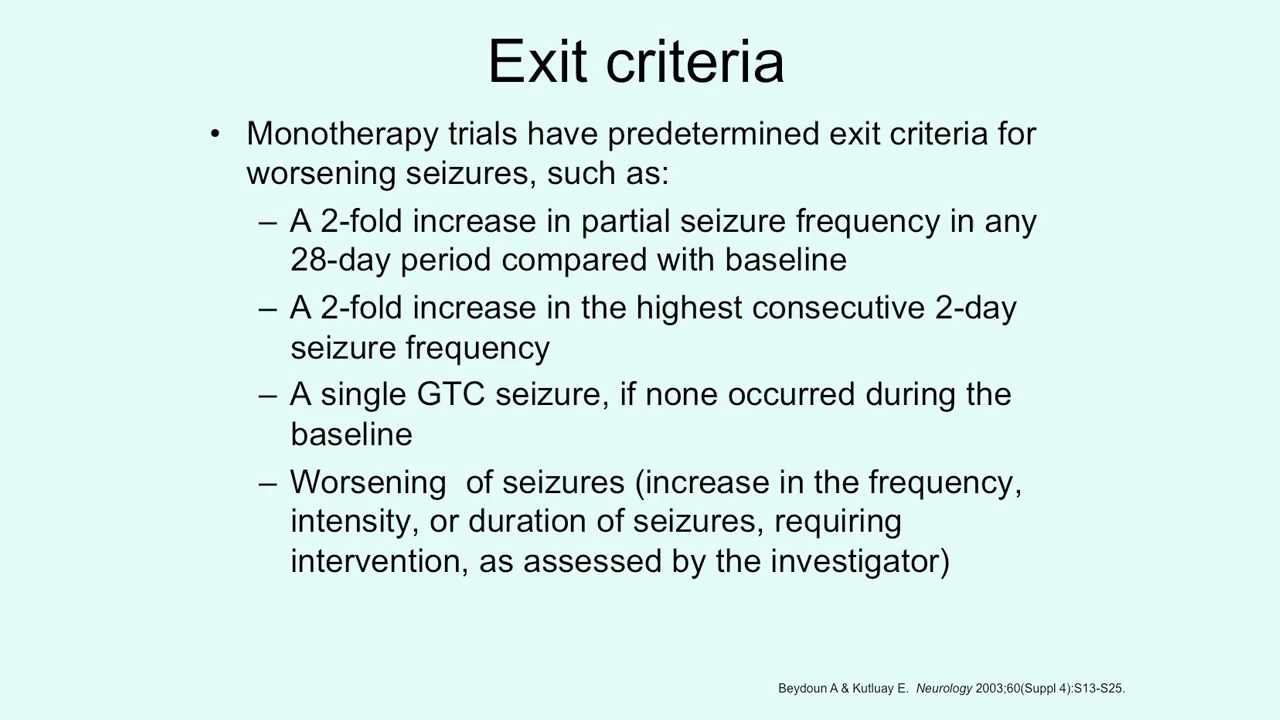 Exit criteria
• Monotherapy trials have predetermined exit criteria for
worsening seizures, such as:
– A 2-fold increase in partial seizure frequency in any
28-day period compared with baseline
– A 2-fold increase in the highest consecutive 2-day
seizure frequency
– A single GTC seizure, if none occurred during the
baseline
– Worsening  of seizures (increase in the frequency,
intensity, or duration of seizures, requiring
intervention, as assessed by the investigator)
Beydoun A & Kutluay E.  Neurology 2003;60(Suppl 4):S13-S25.